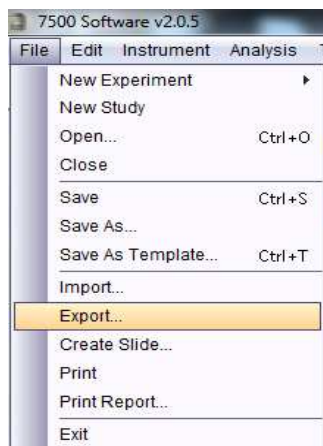 7500 Software v2.0.5
File Edit Instrument Analysis
New Experiment
New Study
Open... Ctrl+O
Close
Save Ctrl+S
Save As...
Save As Template... Ctrl+T
Import...
Export...
Create Slide...
Print
Print Report...
Exit